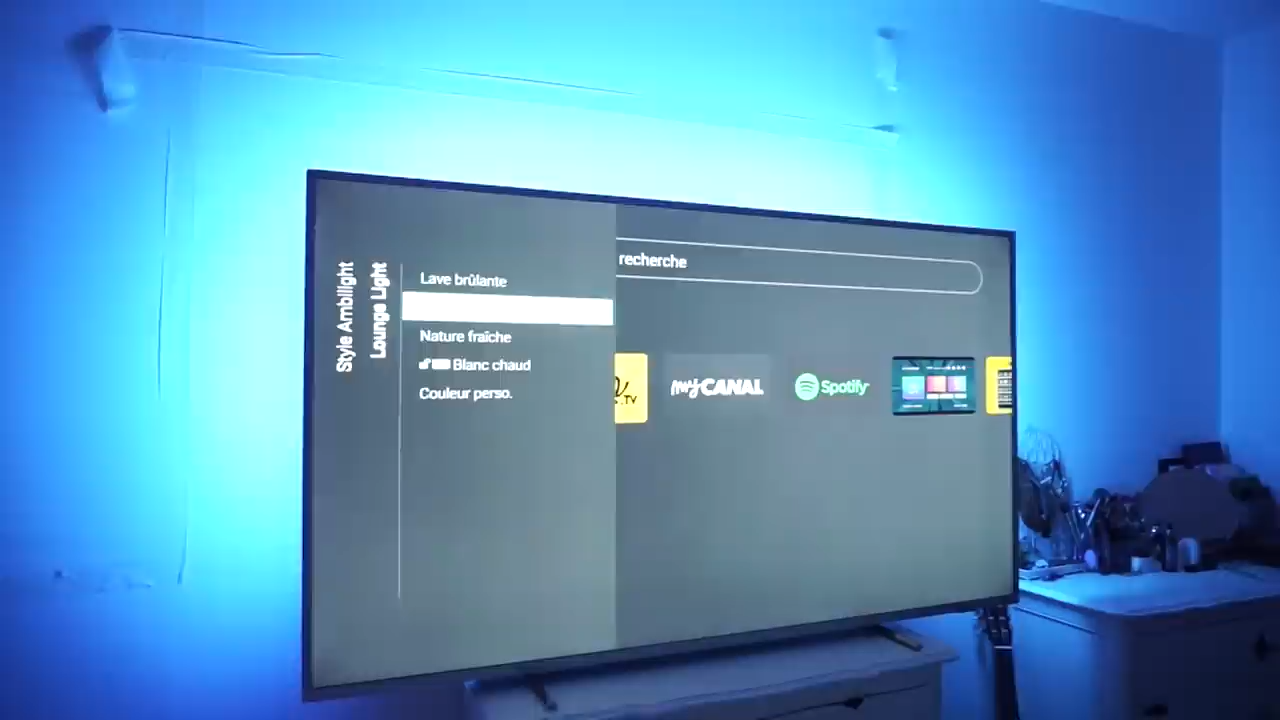 Style Ambilight
Lounge Light
Lave brûlante
Nature fraîche
Blanc chaud
Couleur perso.
recherche
.TV
myCANAL
Spotify